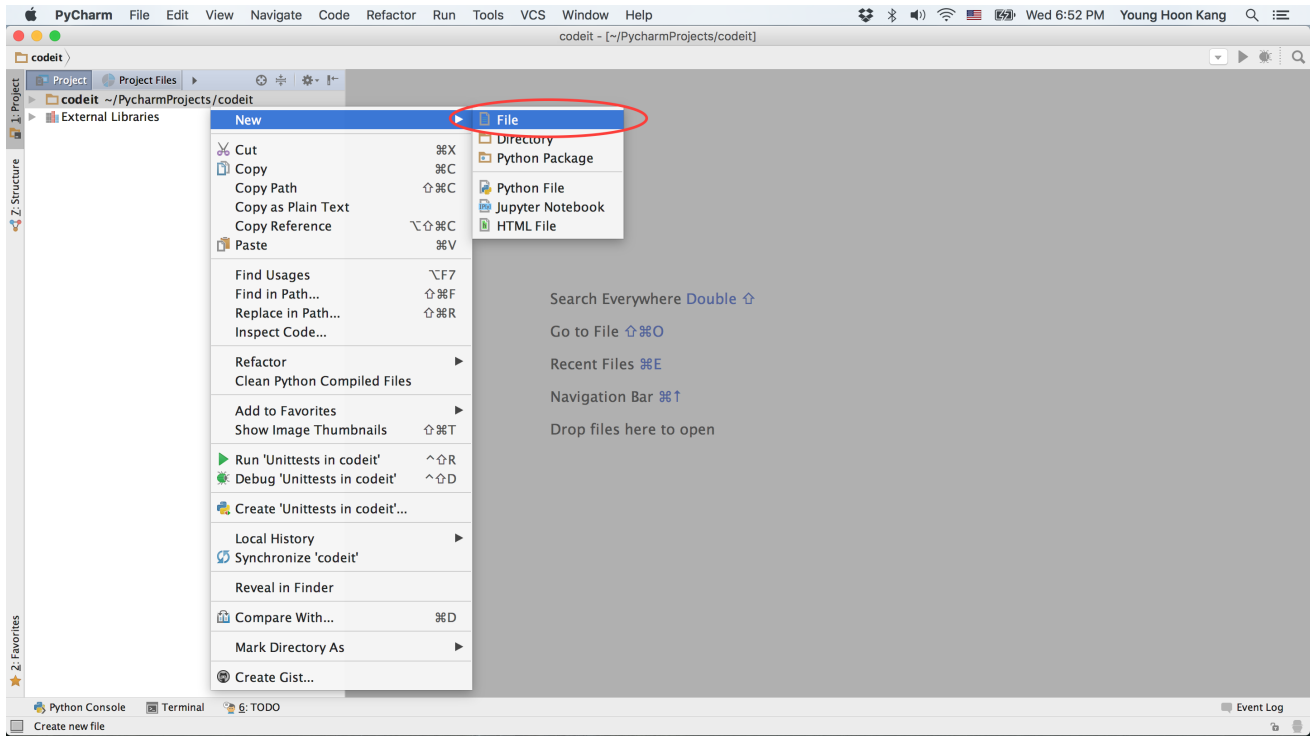 PyCharm File Edit View Navigate Code Refactor Run Tools VCS Window Help Wed 6:52 PM Young Hoon Kang
codeit - [~/PycharmProjects/codeit]
codeit
Project Project Files
1: Project
codeit ~/PycharmProjects/codeit
External Libraries
Z: Structure
2: Favorites
New
Cut ⌘X
Copy ⌘C
Copy Path ⇧⌘C
Copy as Plain Text
Copy Reference ⌥⇧⌘C
Paste ⌘V
Find Usages ⌥F7
Find in Path... ⇧⌘F
Replace in Path... ⇧⌘R
Inspect Code...
Refactor
Clean Python Compiled Files
Add to Favorites
Show Image Thumbnails ⇧⌘T
Run 'Unittests in codeit' ^⇧R
Debug 'Unittests in codeit' ^⇧D
Create 'Unittests in codeit'...
Local History
Synchronize 'codeit'
Reveal in Finder
Compare With... ⌘D
Mark Directory As
Create Gist...
File
Directory
Python Package
Python File
Jupyter Notebook
HTML File
Search Everywhere Double ⇧
Go to File ⇧⌘O
Recent Files ⌘E
Navigation Bar ⌘↑
Drop files here to open
Python Console Terminal 6: TODO Event Log
Create new file